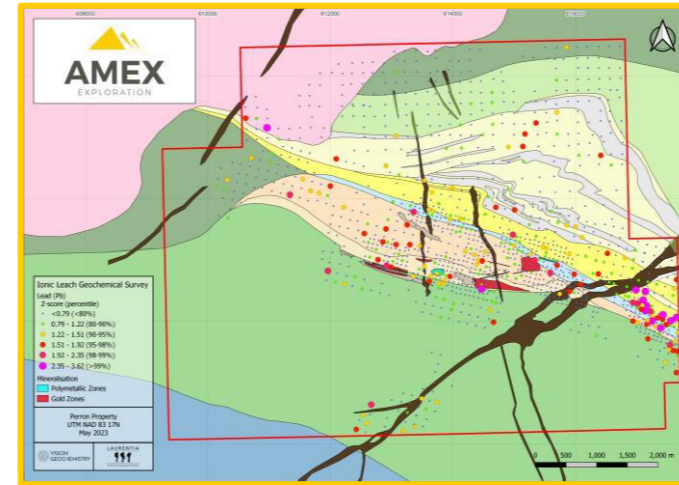 608000 610000 612000 614000 616000
AMEX
EXPLORATION
Ionic Leach Geochemical Survey
Lead (Pb)
Z-score (percentile)
<0.79 (<80%)
0.79 - 1.22 (80-90%)
1.22 - 1.51 (90-95%)
1.51 - 1.92 (95-98%)
1.92 - 2.35 (98-99%)
2.35 - 3.62 (>99%)
Mineralisation
Polymetallic Zones
Gold Zones
Perron Property
UTM NAD 83 17N
May 2023
VISION
GEOCHEMISTRY
LAURENTIA
EXPLORATION
0 500 1,000 1,500 2,000 m